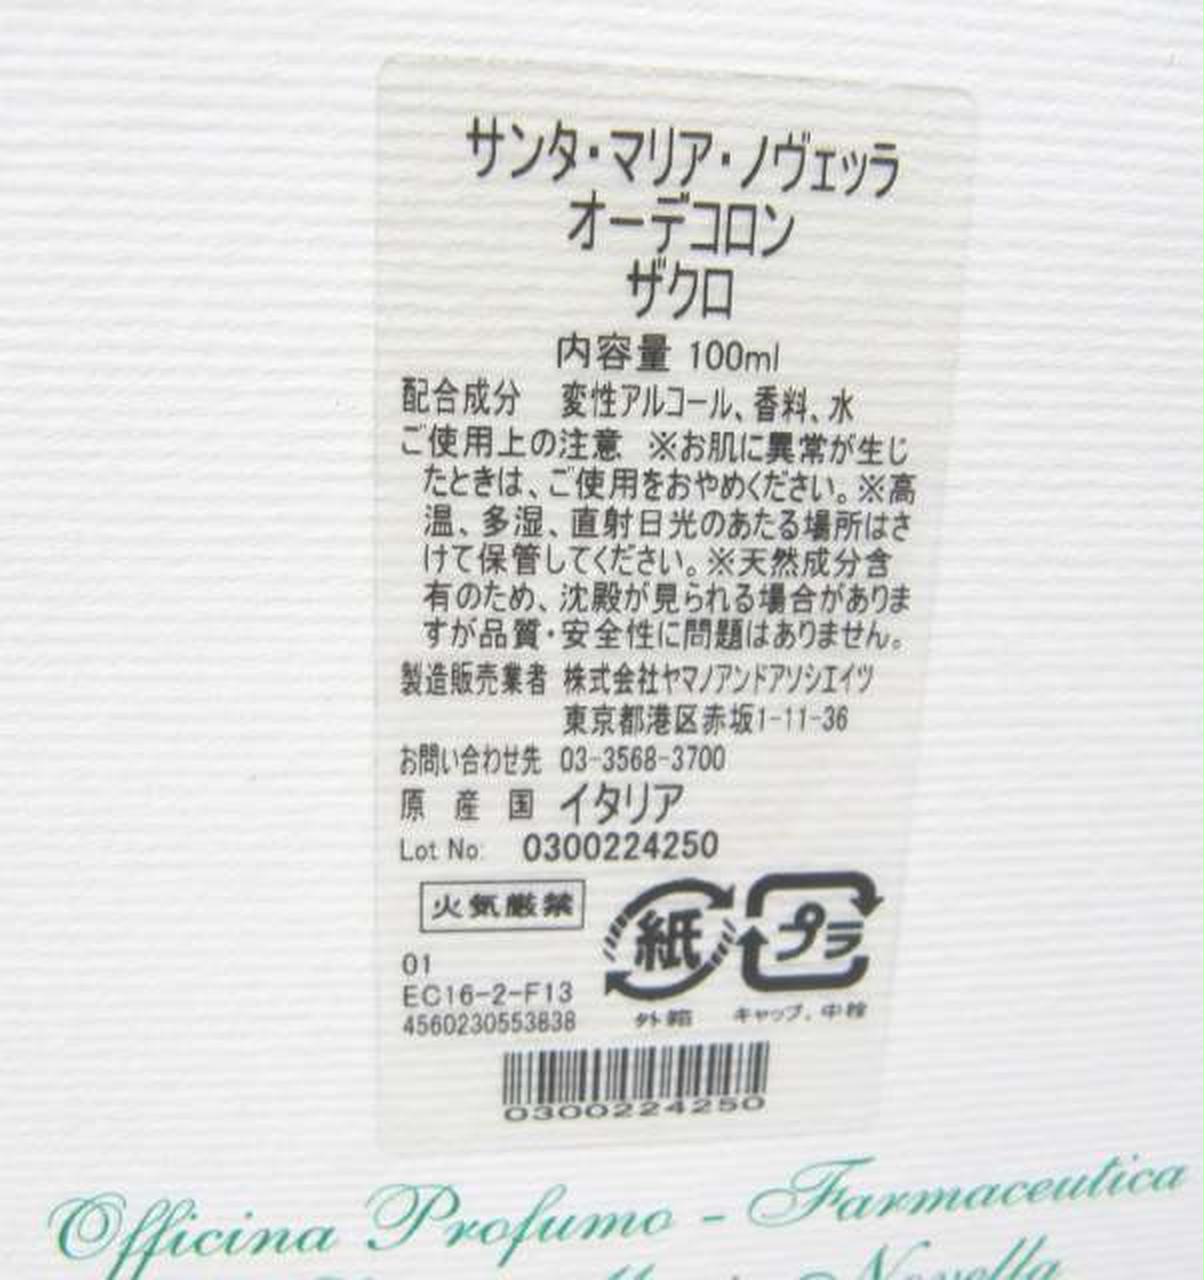 サンタ・マリア・ノヴェッラ
オーデコロン
ザクロ
内容量 100ml
配合成分 変性アルコール、香料、水
ご使用上の注意 ※お肌に異常が生じ
たときは、ご使用をおやめください。※高
温、多湿、直射日光のあたる場所はさ
けて保管してください。※天然成分含
有のため、沈殿が見られる場合がありま
すが品質・安全性に問題はありません。
製造販売業者 株式会社ヤマノアンドアソシエイツ
東京都港区赤坂1-11-36
お問い合わせ先 03-3568-3700
原産国 イタリア
Lot No. 0300224250
火気厳禁
紙 プラ
01
EC16-2-F13
4560230553838
外箱 キャップ、中栓
0300224250
Officina Profumo - Farmaceutica
Novella